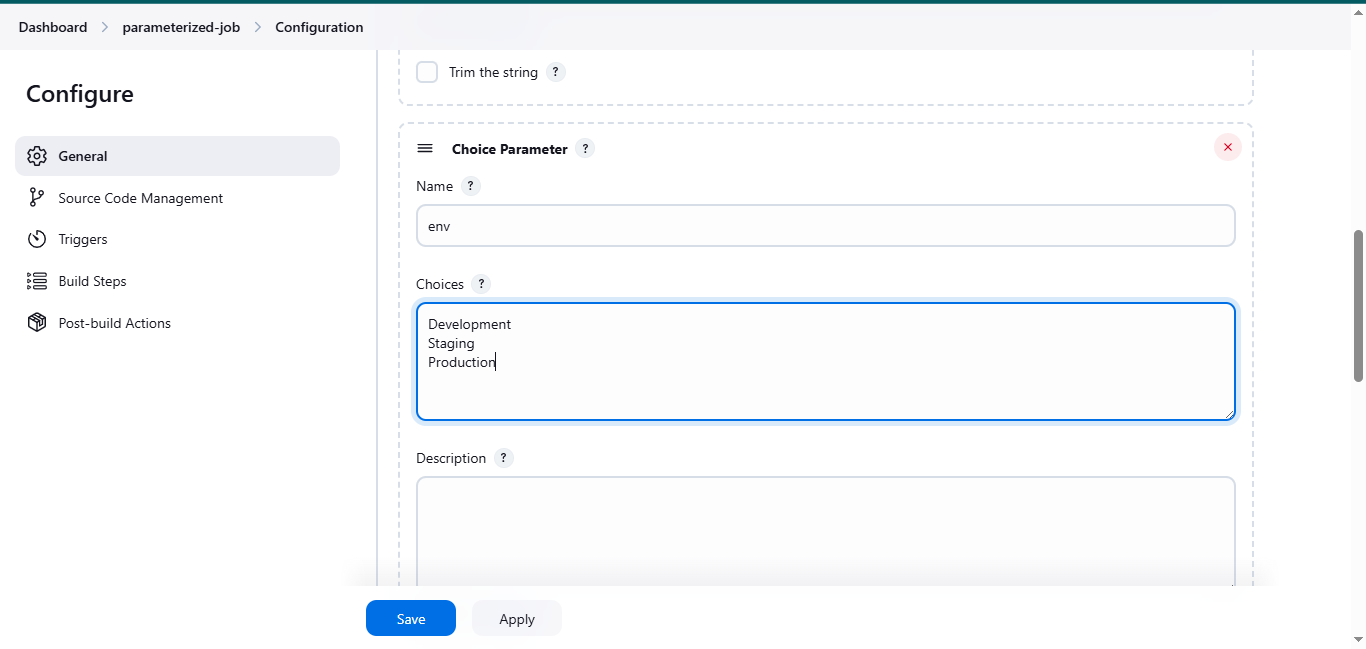 Dashboard > parameterized-job > Configuration
Configure
General
Source Code Management
Triggers
Build Steps
Post-build Actions
Trim the string ?
Choice Parameter ?
Name ?
env
Choices ?
Development
Staging
Production
Description ?
Save Apply